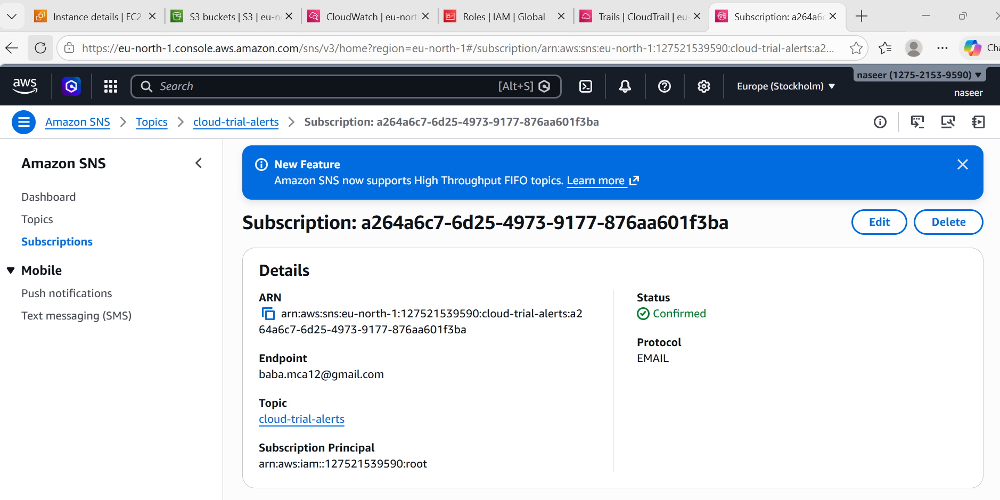 Instance details | EC2
S3 buckets | S3 | eu-n
CloudWatch | eu-nort
Roles | IAM | Global
Trails | CloudTrail | eu-
Subscription: a264a6c
https://eu-north-1.console.aws.amazon.com/sns/v3/home?region=eu-north-1#/subscription/arn:aws:sns:eu-north-1:127521539590:cloud-trial-alerts:a2...
Cha
aws
Search
[Alt+S]
Europe (Stockholm)
naseer (1275-2153-9590)
naseer
Amazon SNS
Topics
cloud-trial-alerts
Subscription: a264a6c7-6d25-4973-9177-876aa601f3ba
Amazon SNS
Dashboard
Topics
Subscriptions
Mobile
Push notifications
Text messaging (SMS)
New Feature
Amazon SNS now supports High Throughput FIFO topics. Learn more
Subscription: a264a6c7-6d25-4973-9177-876aa601f3ba
Edit
Delete
Details
ARN
arn:aws:sns:eu-north-1:127521539590:cloud-trial-alerts:a2
64a6c7-6d25-4973-9177-876aa601f3ba
Endpoint
baba.mca12@gmail.com
Topic
cloud-trial-alerts
Subscription Principal
arn:aws:iam::127521539590:root
Status
Confirmed
Protocol
EMAIL